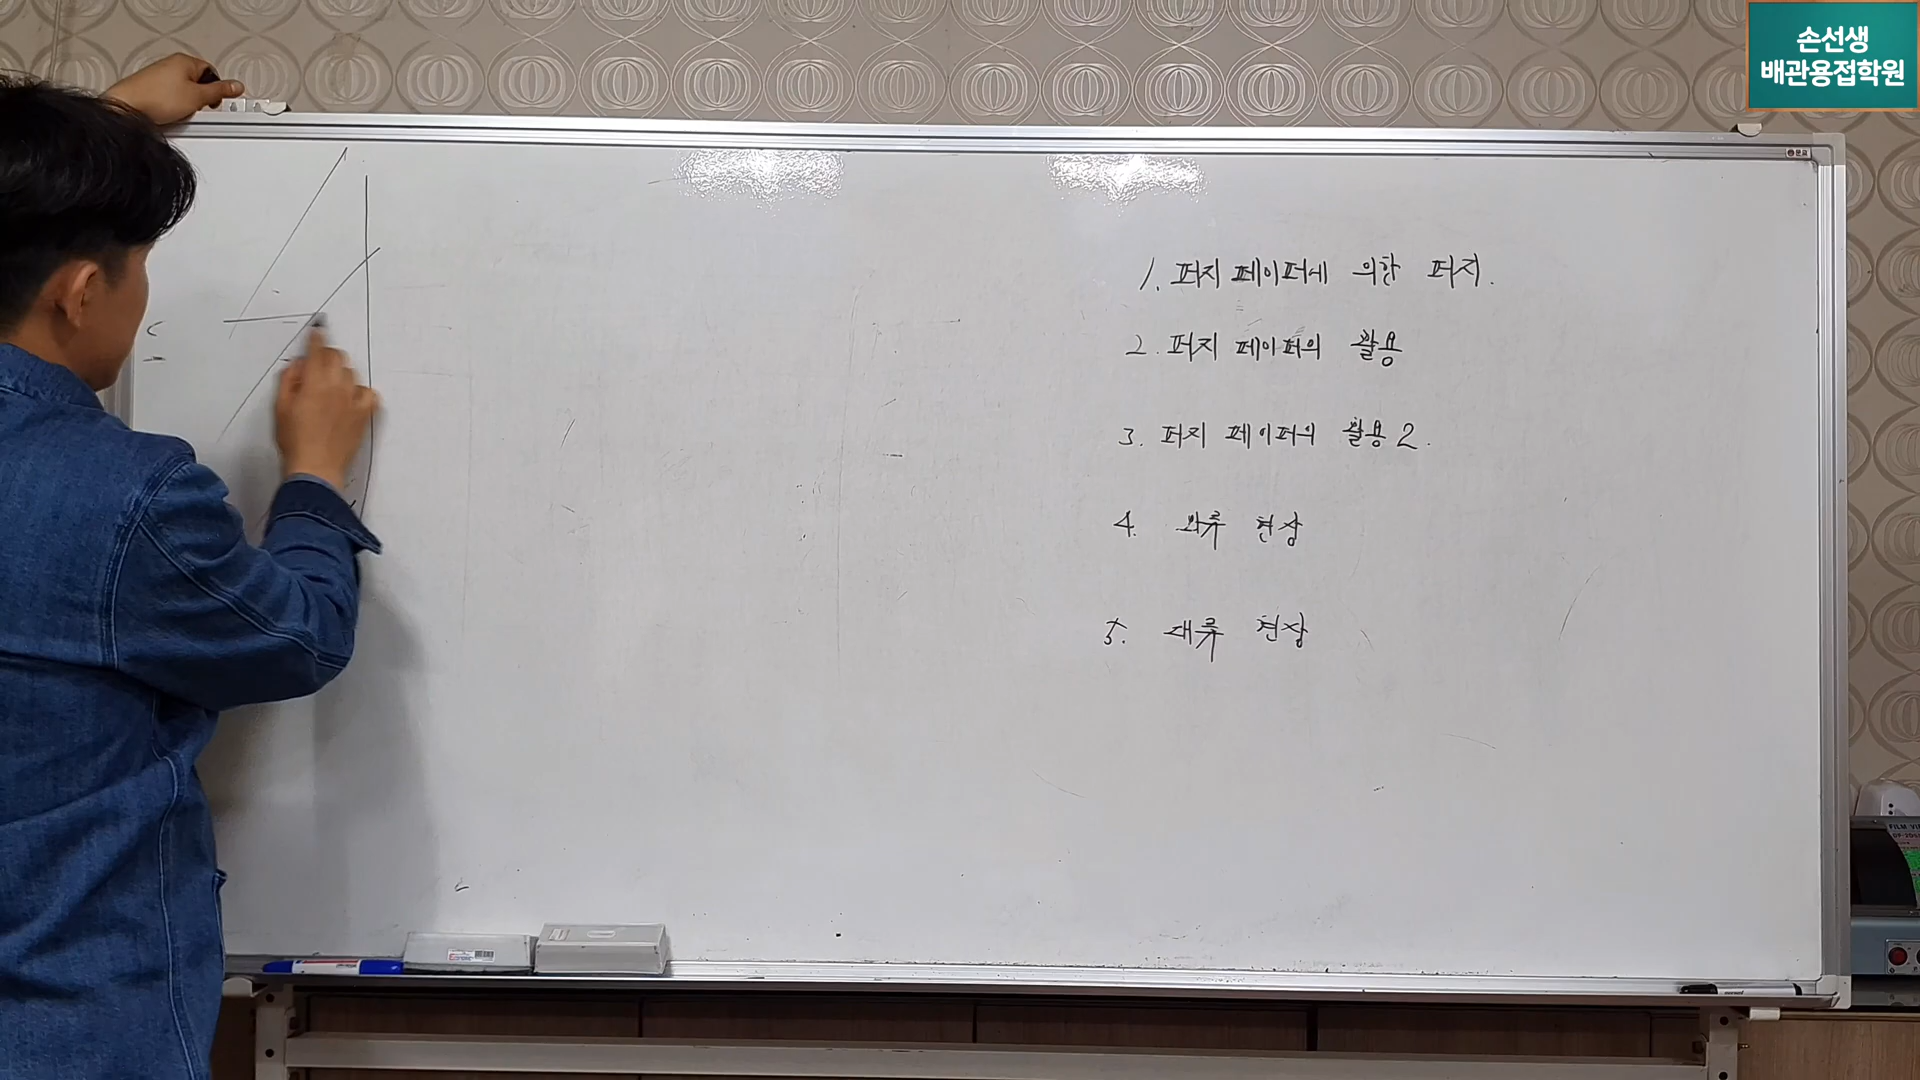 손선생
배관용접학원
1. 퍼지 페이퍼에 의한 퍼지.
2. 퍼지 페이퍼의 활용
3. 퍼지 페이퍼의 활용 2.
4. 와류 현상
5. 대류 현상